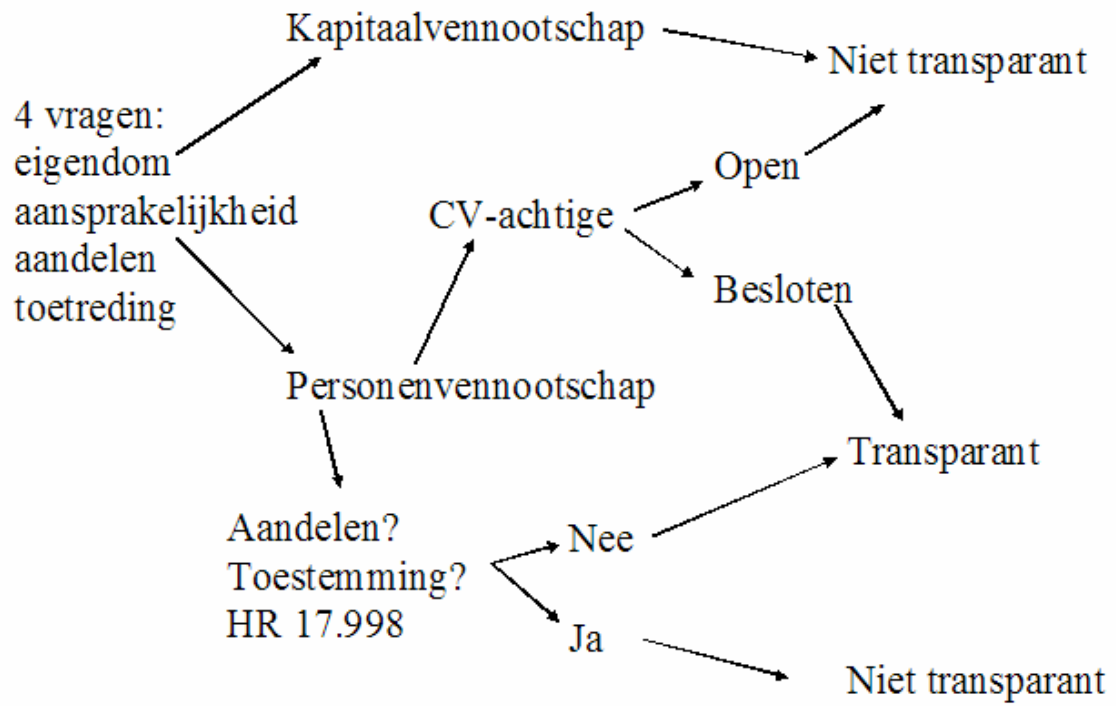 Kapitaalvennootschap
Niet transparant
4 vragen:
eigendom
aansprakelijkheid
aandelen
toetreding
Open
CV-achtige
Besloten
Personenvennootschap
Transparant
Aandelen?
Toestemming?
HR 17.998
Nee
Ja
Niet transparant